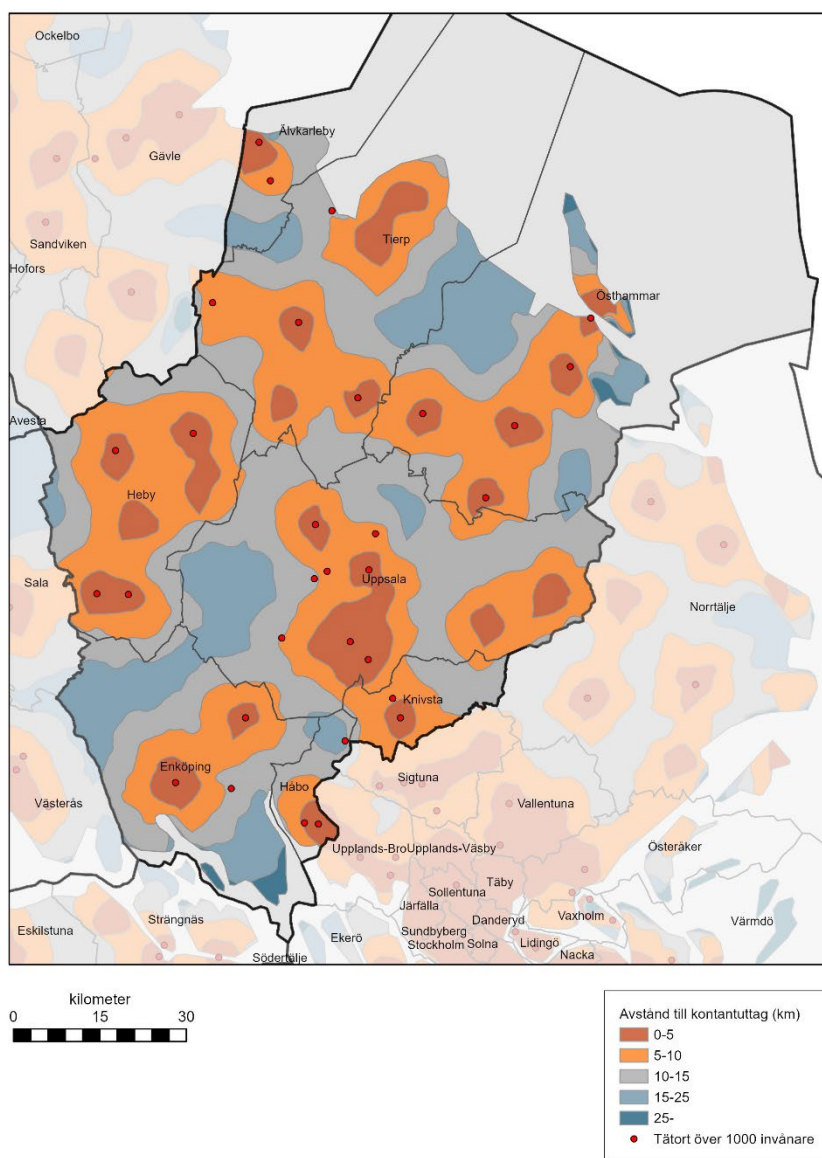 Ockelbo
Älvkarleby
Gävle
Tierp
Sandviken
Hofors
Östhammar
Avesta
Heby
Sala
Uppsala
Norrtälje
Knivsta
Enköping
Sigtuna
Håbo
Västerås
Vallentuna
Upplands-Bro
Upplands-Väsby
Österåker
Täby
Sollentuna
Järfälla
Strängnäs
Danderyd
Vaxholm
Värmdö
Eskilstuna
Ekerö
Sundbyberg
Lidingö
Stockholm
Solna
Södertälje
Nacka
kilometer
0 15 30
Avstånd till kontantuttag (km)
0-5
5-10
10-15
15-25
25-
Tätort över 1000 invånare